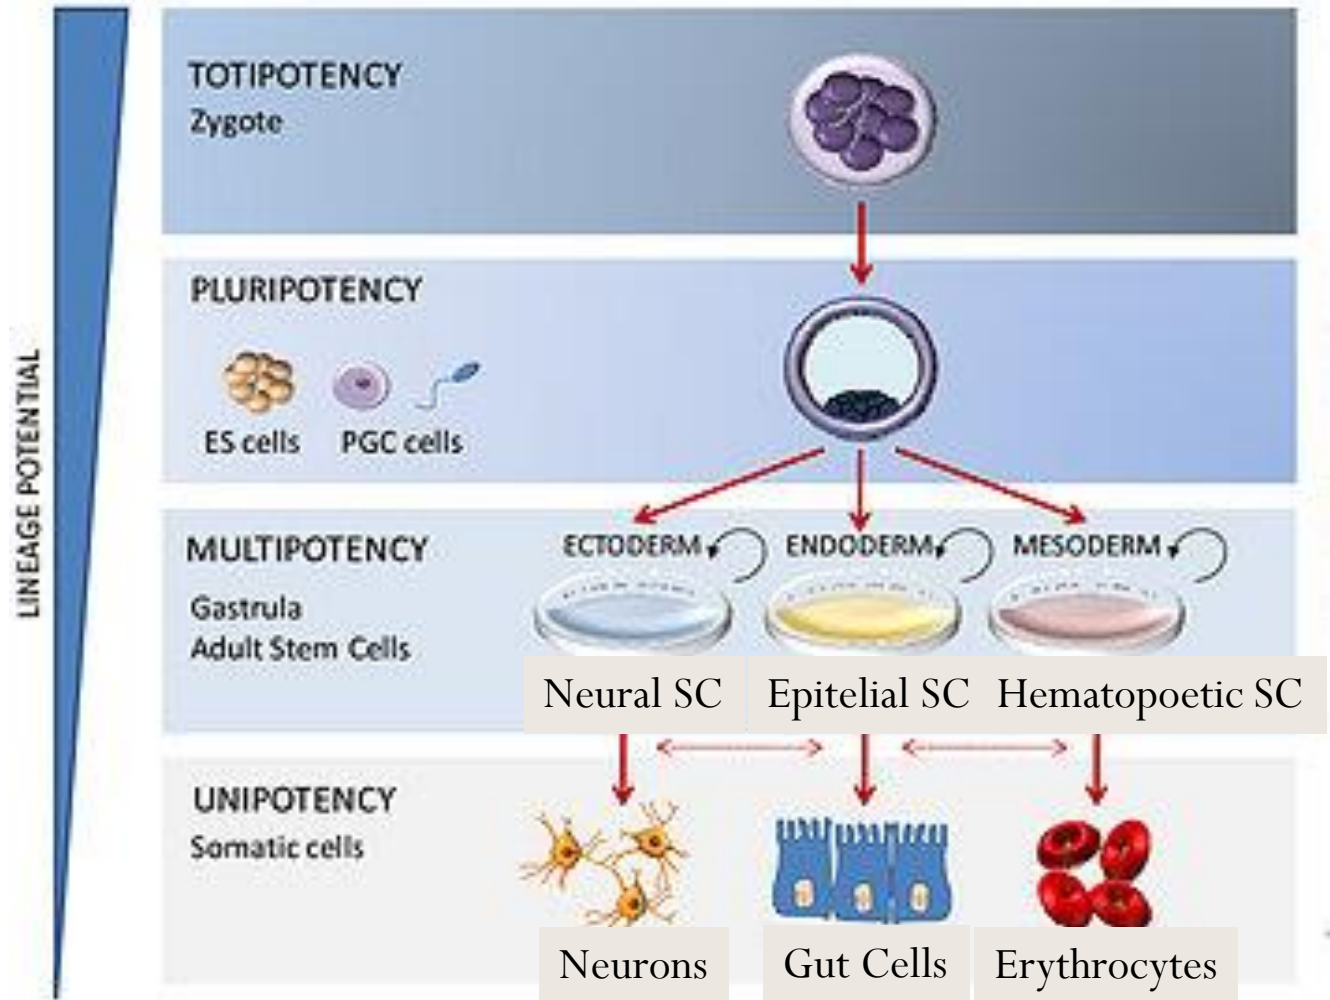 TOTIPOTENCY
Zygote
PLURIPOTENCY
ES cells
PGC cells
LINEAGE POTENTIAL
MULTIPOTENCY
Gastrula
Adult Stem Cells
ECTODERM
ENDODERM
MESODERM
Neural SC
Epitelial SC
Hematopoetic SC
UNIPOTENCY
Somatic cells
Neurons
Gut Cells
Erythrocytes